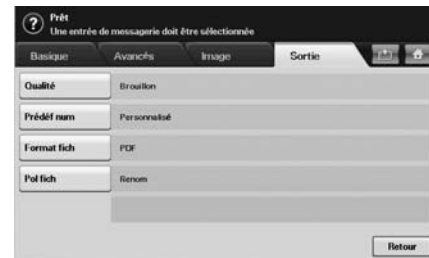 Prêt
Une entrée de messagerie doit être sélectionnée
Basique Avancés Image Sortie
Qualité Brouillon
Prédéf num Personnalisé
Format fich PDF
Pol fich Renom
Retour